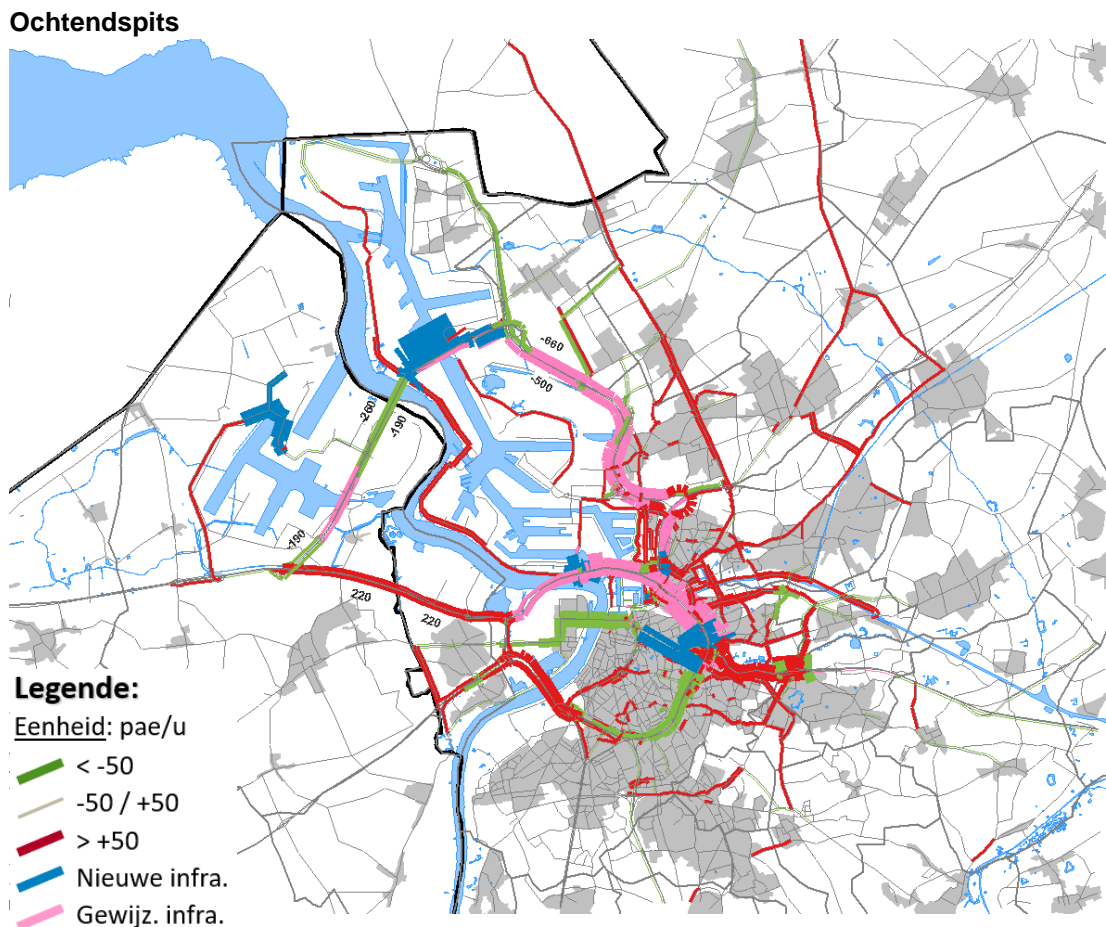 Ochtendspits
-660
-500
-260
-190
-190
220
220
Legende:
Eenheid: pae/u
< -50
-50 / +50
> +50
Nieuwe infra.
Gewijz. infra.